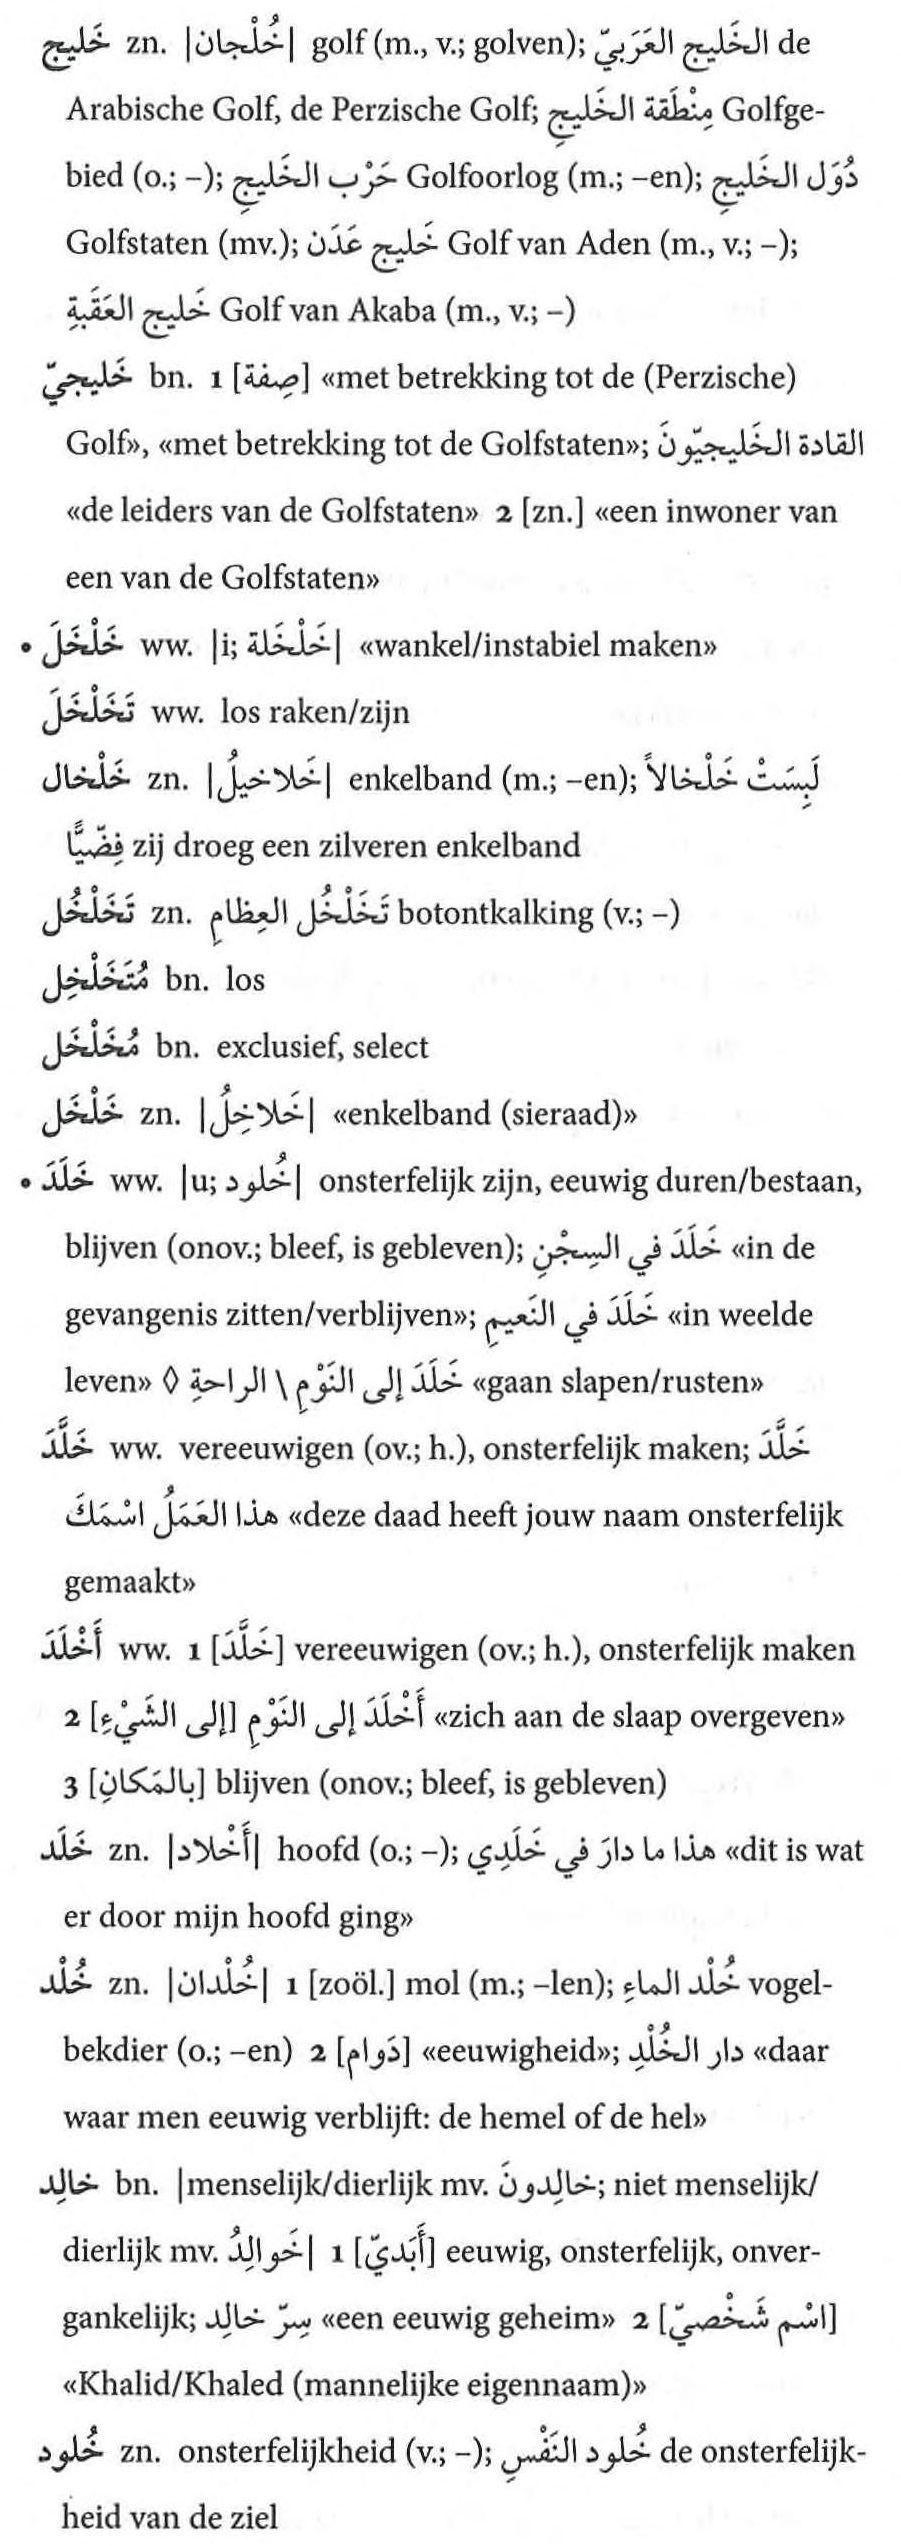 خَليج zn. |خُلْجان| golf (m., v.; golven); الخَليج العَرَبيّ de
Arabische Golf, de Perzische Golf; مِنْطَقة الخَليجِ Golfge-
bied (o.; –); حَرْب الخَليجِ Golfoorlog (m.; –en); دُوَل الخَليجِ
Golfstaten (mv.); خَليج عَدَن Golf van Aden (m., v.; –);
خَليج العَقَبةِ Golf van Akaba (m., v.; –)
خَليجيّ bn. 1 [صِفة] «met betrekking tot de (Perzische)
Golf», «met betrekking tot de Golfstaten»; القادة الخَليجيّونَ
«de leiders van de Golfstaten» 2 [zn.] «een inwoner van
een van de Golfstaten»
• خَلْخَلَ ww. |i; خَلْخَلة| «wankel/instabiel maken»
تَخَلْخَلَ ww. los raken/zijn
خَلْخال zn. |خَلاخيلُ| enkelband (m.; –en); لَبِسَتْ خَلْخالاً
فِضّيًّا zij droeg een zilveren enkelband
تَخَلْخُل zn. تَخَلْخُل العِظامِ botontkalking (v.; –)
مُتَخَلْخِل bn. los
مُخَلْخَل bn. exclusief, select
خَلْخَل zn. |خَلاخِلُ| «enkelband (sieraad)»
• خَلَدَ ww. |u; خُلود| onsterfelijk zijn, eeuwig duren/bestaan,
blijven (onov.; bleef, is gebleven); خَلَدَ في السِجْنِ «in de
gevangenis zitten/verblijven»; خَلَدَ في النَعيمِ «in weelde
leven» ◊ خَلَدَ إلى النَوْمِ \ الراحةِ «gaan slapen/rusten»
خَلَّدَ ww. vereeuwigen (ov.; h.), onsterfelijk maken; خَلَّدَ
هذا العَمَلُ اسْمَكَ «deze daad heeft jouw naam onsterfelijk
gemaakt»
أَخْلَدَ ww. 1 [خَلَّدَ] vereeuwigen (ov.; h.), onsterfelijk maken
2 [إلى الشَيْءِ] أَخْلَدَ إلى النَوْمِ «zich aan de slaap overgeven»
3 [بِالمَكانِ] blijven (onov.; bleef, is gebleven)
خَلَد zn. |أَخْلاد| hoofd (o.; –); هذا ما دارَ في خَلَدِي «dit is wat
er door mijn hoofd ging»
خُلْد zn. |خُلْدان| 1 [zoöl.] mol (m.; –len); خُلْد الماءِ vogel-
bekdier (o.; –en) 2 [دَوام] «eeuwigheid»; دار الخُلْدِ «daar
waar men eeuwig verblijft: de hemel of de hel»
خالِد bn. |menselijk/dierlijk mv. خالِدونَ; niet menselijk/
dierlijk mv. خَوالِدُ| 1 [أَبَديّ] eeuwig, onsterfelijk, onver-
gankelijk; سِرّ خالِد «een eeuwig geheim» 2 [اسْم شَخْصيّ]
«Khalid/Khaled (mannelijke eigennaam)»
خُلود zn. onsterfelijkheid (v.; –); خُلود النَفْسِ de onsterfelijk-
heid van de ziel